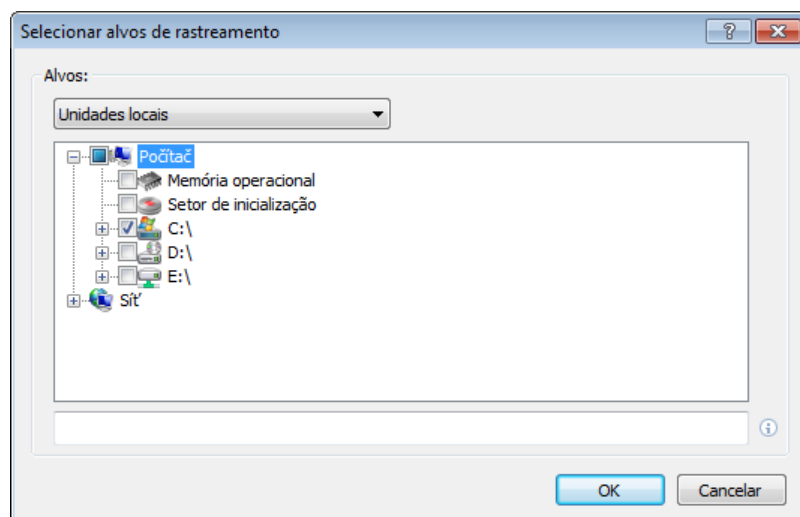 Selecionar alvos de rastreamento
Alvos:
Unidades locais
Počítač
Memória operacional
Setor de inicialização
C:\
D:\
E:\
Síť
OK
Cancelar